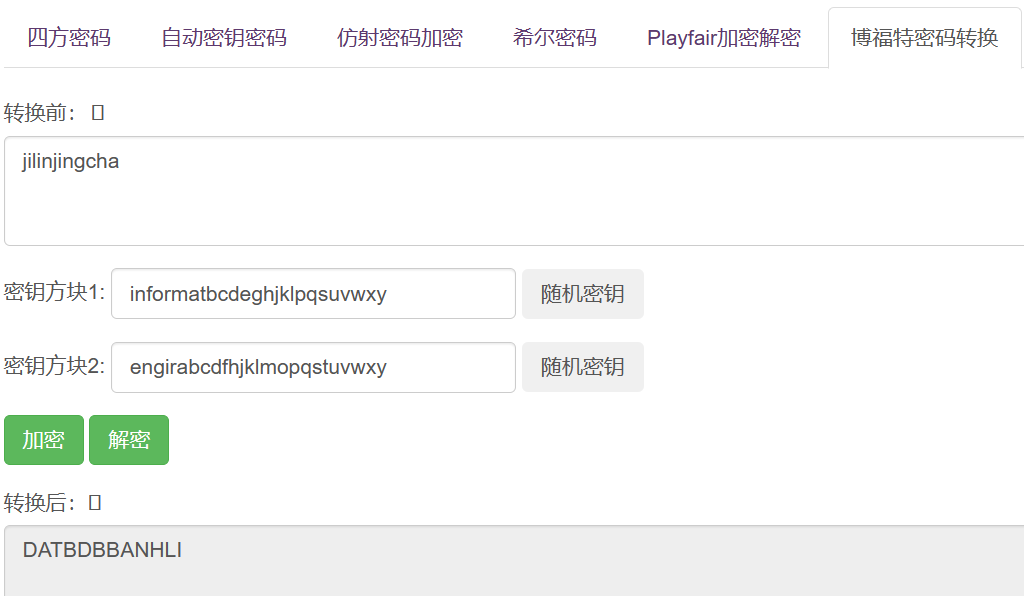 四方密码 自动密钥密码 仿射密码加密 希尔密码 Playfair加密解密 博福特密码转换
转换前：
jilinjingcha
密钥方块1: informatbcdeghjklpqsuvwxy 随机密钥
密钥方块2: engirabcdfhjklmopqstuvwxy 随机密钥
加密 解密
转换后：
DATBDBBANHLI